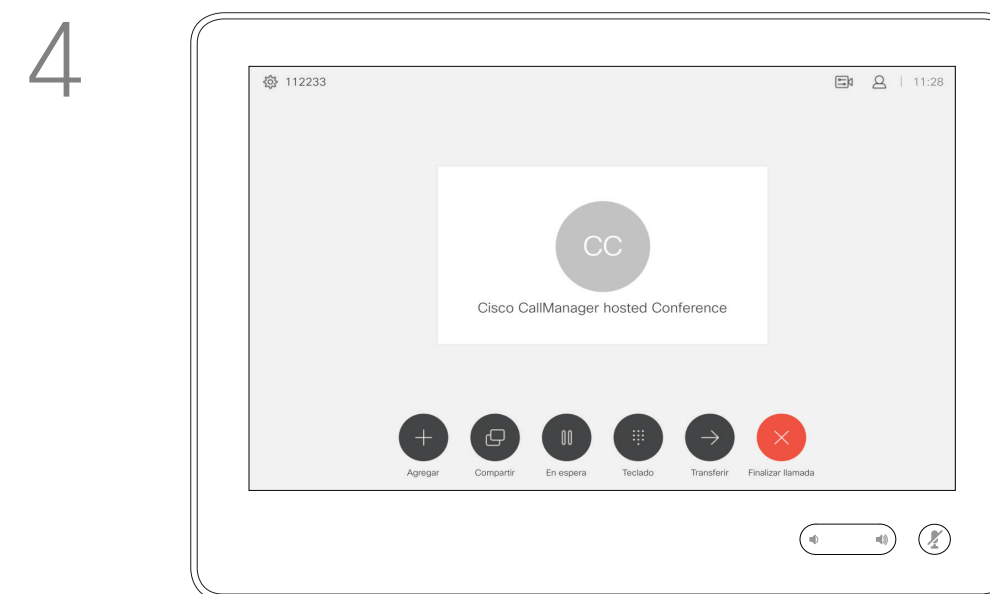 4
112233 | 11:28
CC
Cisco CallManager hosted Conference
Agregar Compartir En espera Teclado Transferir Finalizar llamada